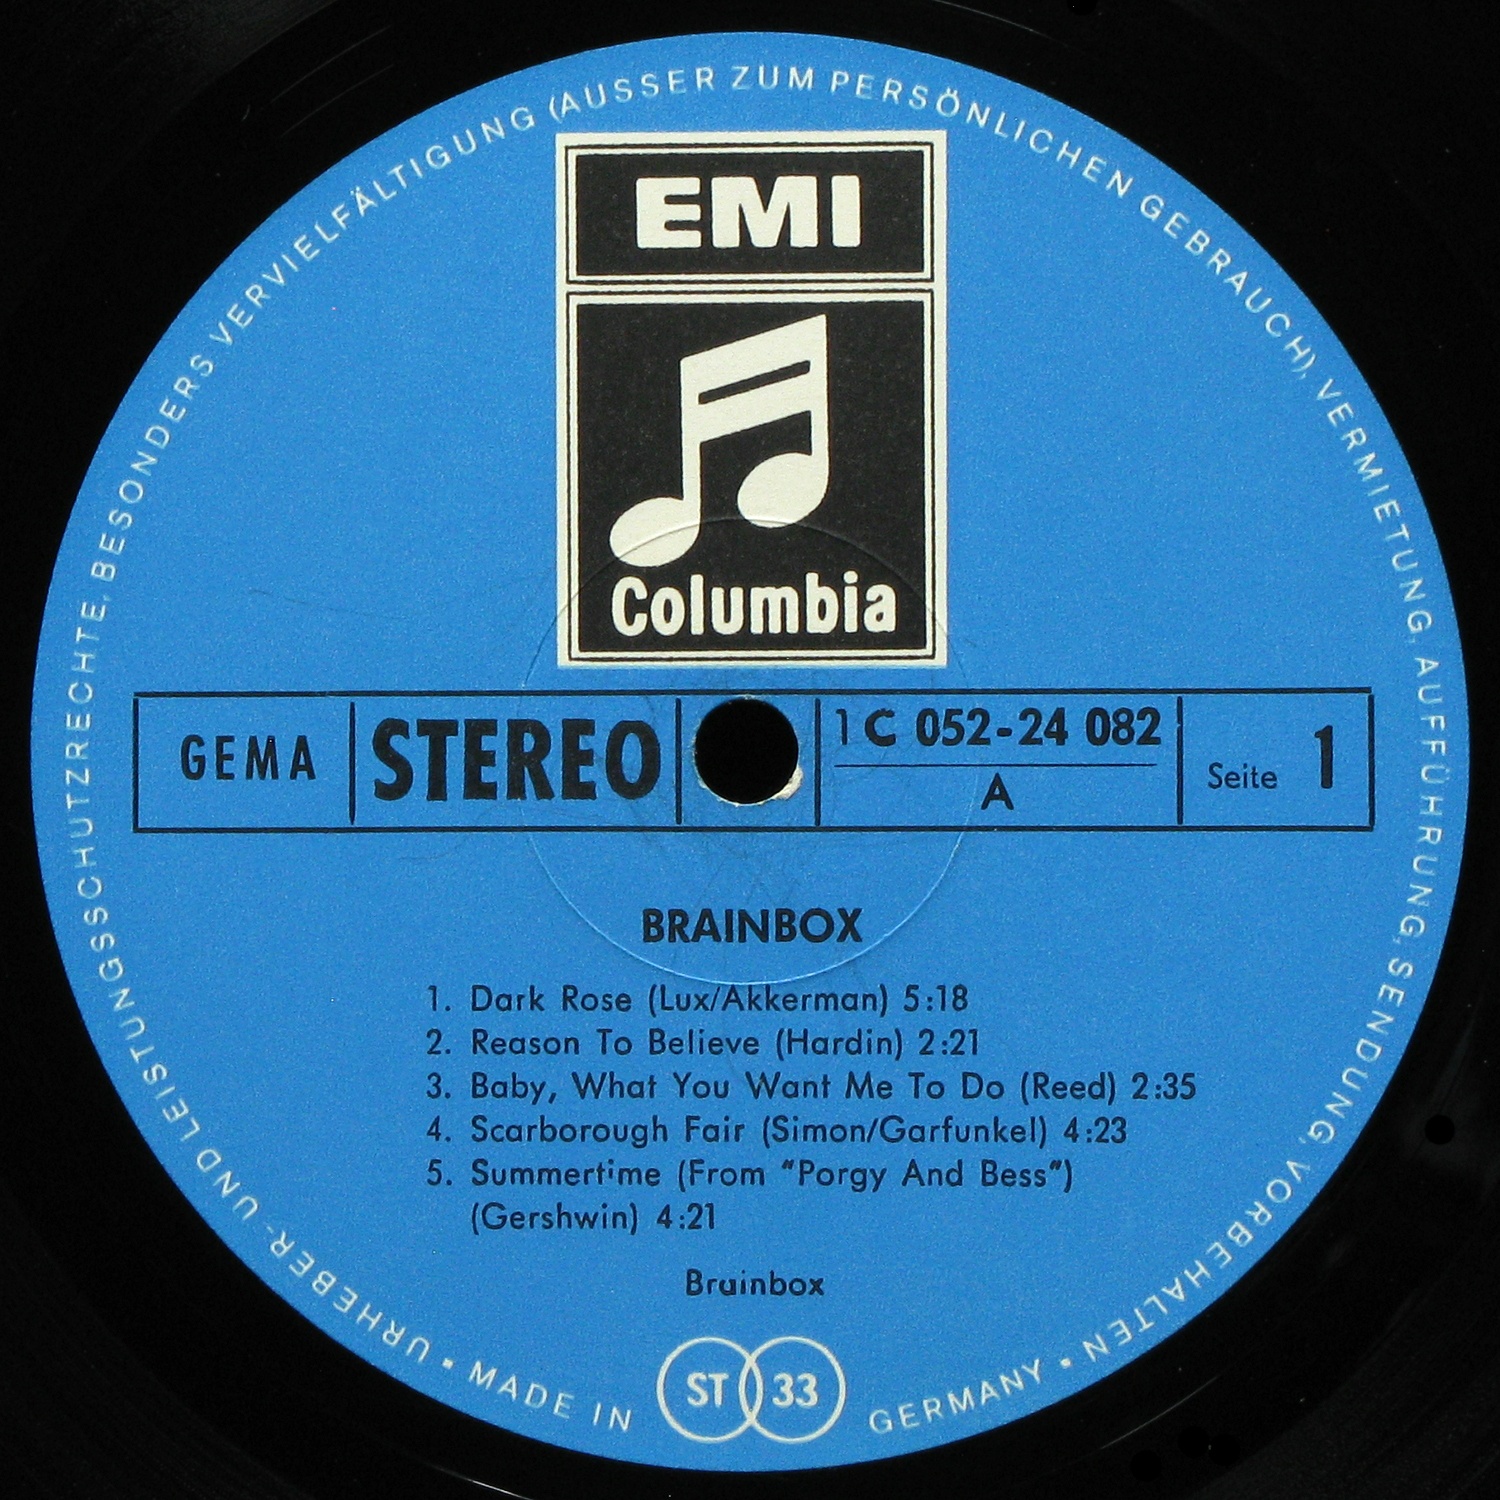 URHEBER- UND LEISTUNGSSCHUTZRECHTE, BESONDERS VERVIELFÄLTIGUNG (AUSSER ZUM PERSÖNLICHEN GEBRAUCH), VERMIETUNG, AUFFÜHRUNG, SENDUNG, VORBEHALTEN •
EMI
Columbia
GEMA
STEREO
1 C 052-24 082
A
Seite 1
BRAINBOX
1. Dark Rose (Lux/Akkerman) 5:18
2. Reason To Believe (Hardin) 2:21
3. Baby, What You Want Me To Do (Reed) 2:35
4. Scarborough Fair (Simon/Garfunkel) 4:23
5. Summertime (From "Porgy And Bess")
(Gershwin) 4:21
Brainbox
ST 33
• MADE IN GERMANY